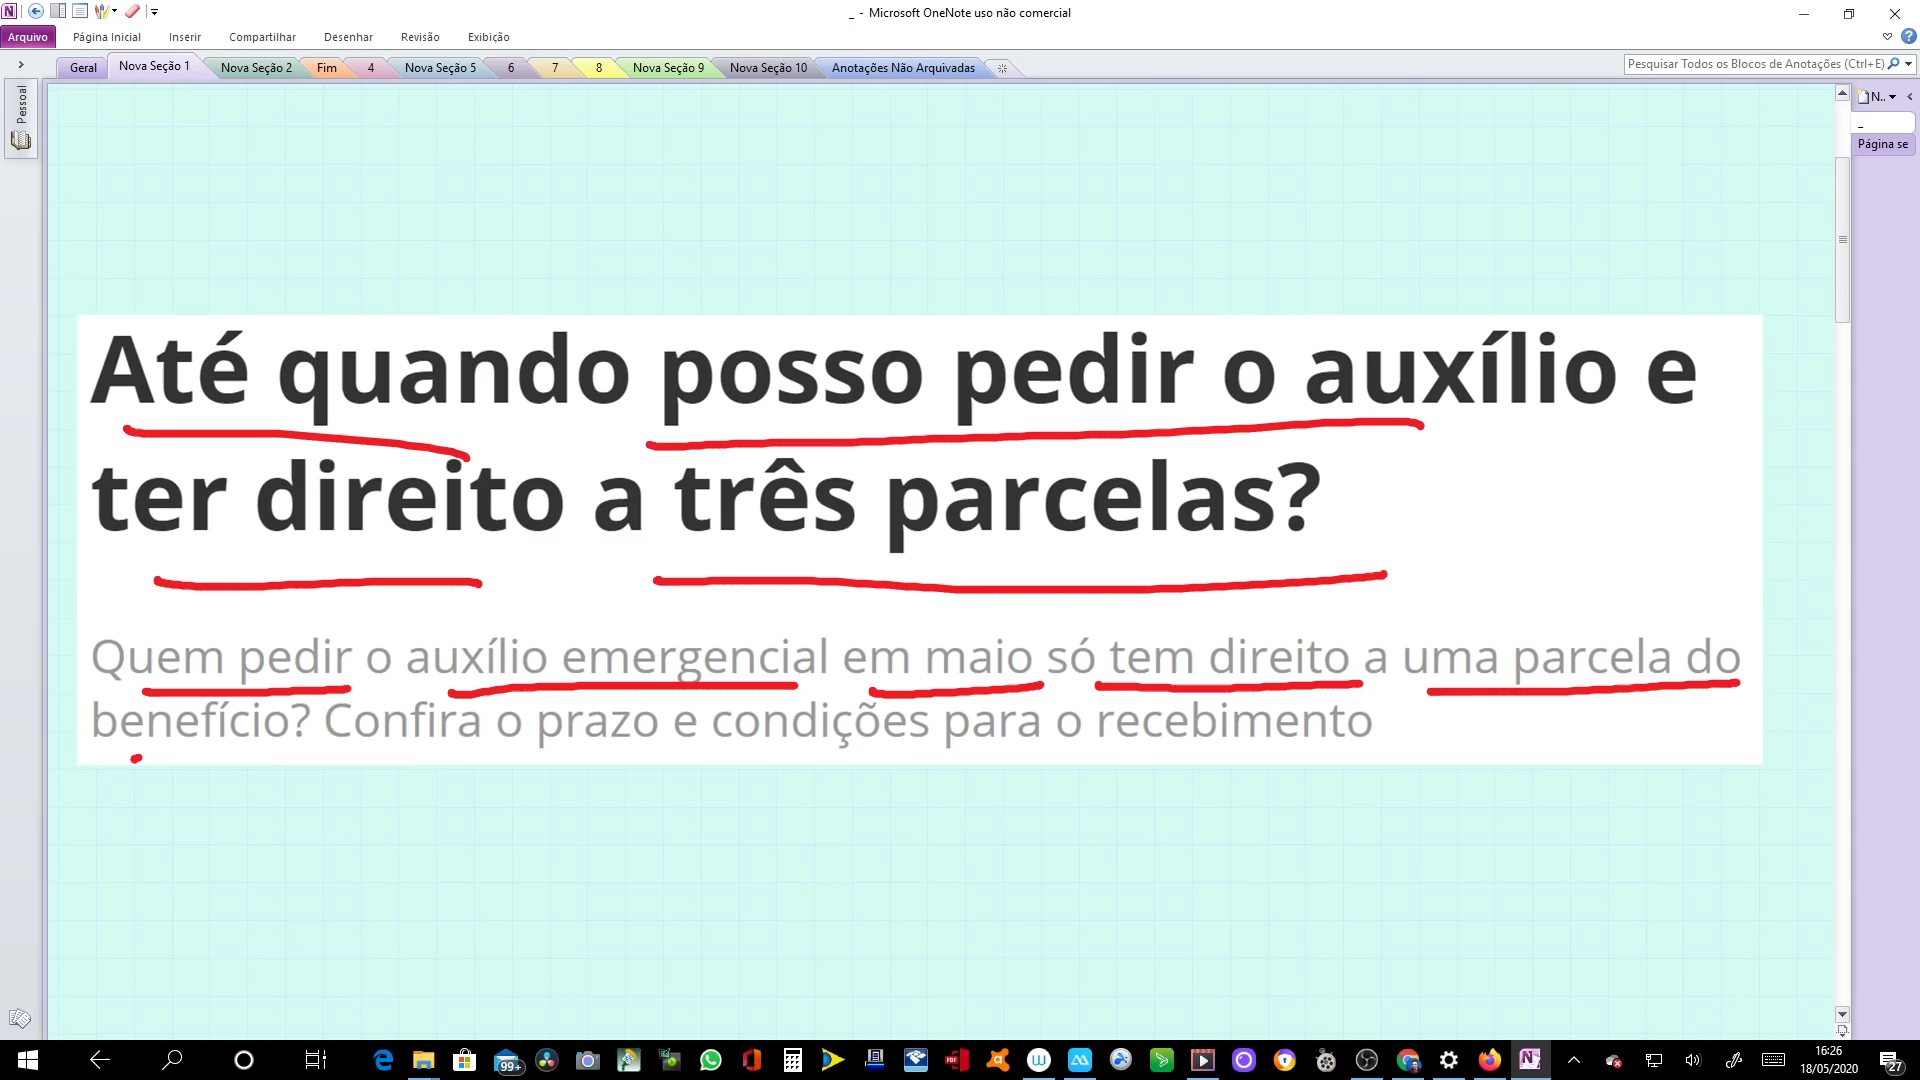 _ - Microsoft OneNote uso não comercial
Arquivo Página Inicial Inserir Compartilhar Desenhar Revisão Exibição
Geral Nova Seção 1 Nova Seção 2 Fim 4 Nova Seção 5 6 7 8 Nova Seção 9 Nova Seção 10 Anotações Não Arquivadas
Pesquisar Todos os Blocos de Anotações (Ctrl+E)
Pessoal
N..
_
Página se
Até quando posso pedir o auxílio e
ter direito a três parcelas?
Quem pedir o auxílio emergencial em maio só tem direito a uma parcela do
benefício? Confira o prazo e condições para o recebimento
99+
16:26
18/05/2020
27